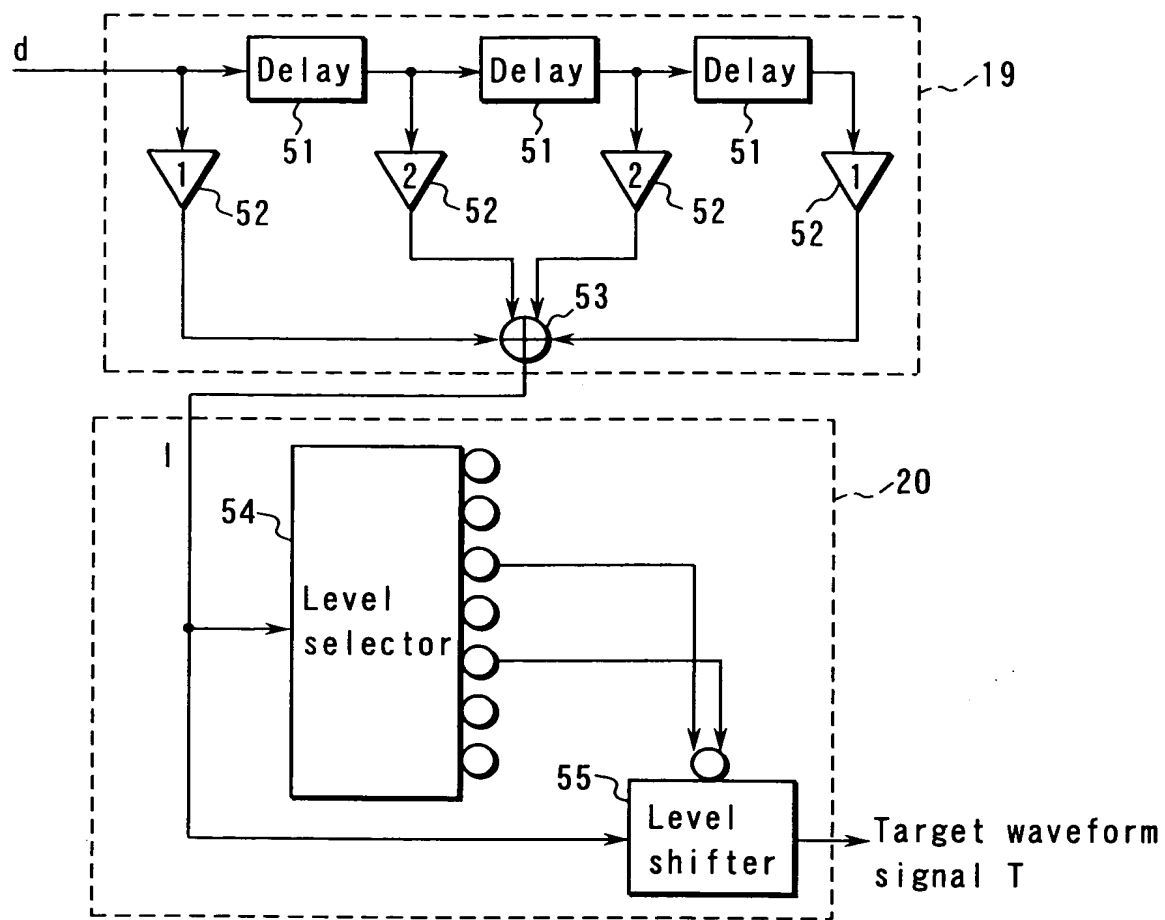 d
Delay
Delay
Delay
19
51
51
51
1
2
2
1
52
52
52
52
53
I
20
54
Level
selector
55
Level
shifter
Target waveform
signal T